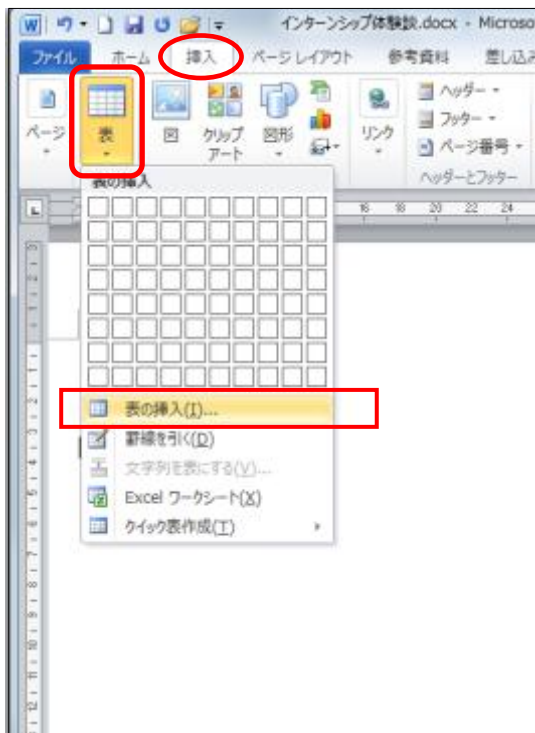 インターンシップ体験談.docx - Microso
ファイル ホーム 挿入 ページ レイアウト 参考資料 差し込み
ページ 表 図 クリップ アート 図形 リンク
ヘッダー
フッター
ページ番号
ヘッダーとフッター
表の挿入
16 18 20 22 24
表の挿入(I)...
罫線を引く(D)
文字列を表にする(V)...
Excel ワークシート(X)
クイック表作成(T)